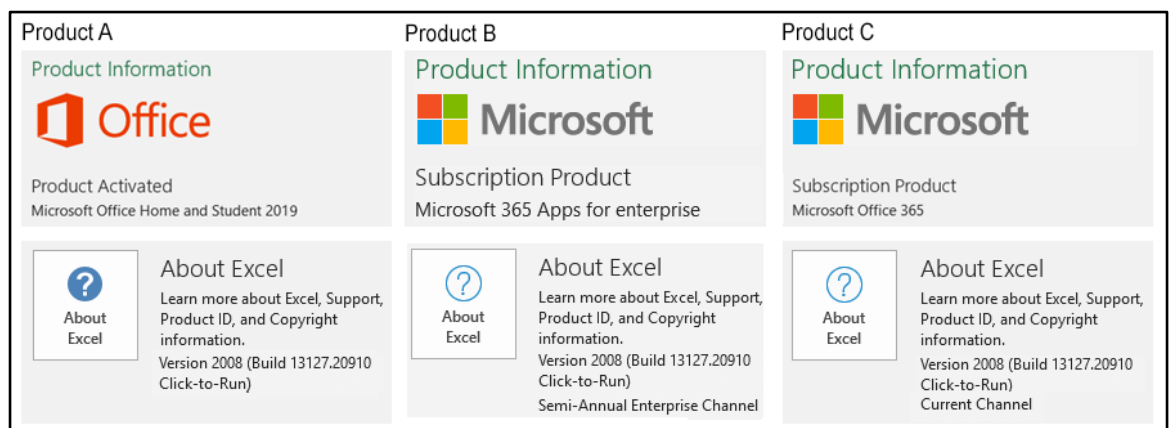 Product A
Product Information
Office
Product Activated
Microsoft Office Home and Student 2019
?
About
Excel
About Excel
Learn more about Excel, Support,
Product ID, and Copyright
information.
Version 2008 (Build 13127.20910
Click-to-Run)
Product B
Product Information
Microsoft
Subscription Product
Microsoft 365 Apps for enterprise
?
About
Excel
About Excel
Learn more about Excel, Support,
Product ID, and Copyright
information.
Version 2008 (Build 13127.20910
Click-to-Run)
Semi-Annual Enterprise Channel
Product C
Product Information
Microsoft
Subscription Product
Microsoft Office 365
?
About
Excel
About Excel
Learn more about Excel, Support,
Product ID, and Copyright
information.
Version 2008 (Build 13127.20910
Click-to-Run)
Current Channel